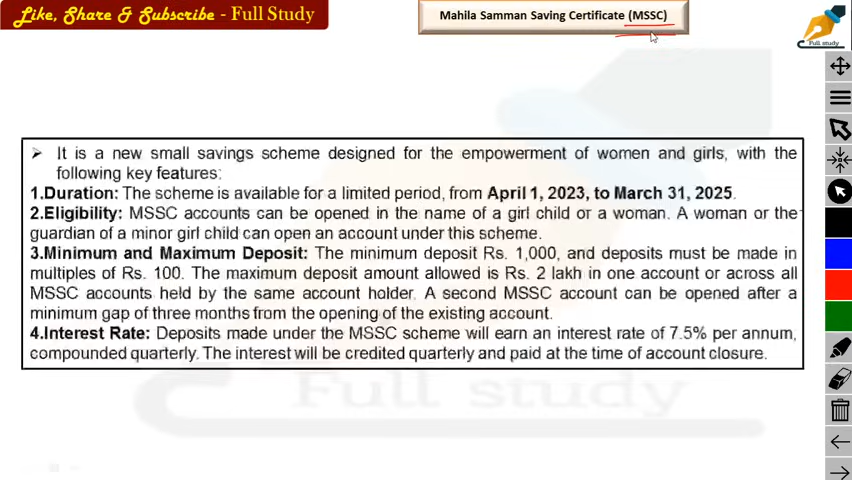 Like, Share & Subscribe - Full Study
Mahila Samman Saving Certificate (MSSC)
Full study
➤ It is a new small savings scheme designed for the empowerment of women and girls, with the
following key features:
1.Duration: The scheme is available for a limited period, from April 1, 2023, to March 31, 2025.
2.Eligibility: MSSC accounts can be opened in the name of a girl child or a woman. A woman or the
guardian of a minor girl child can open an account under this scheme.
3.Minimum and Maximum Deposit: The minimum deposit Rs. 1,000, and deposits must be made in
multiples of Rs. 100. The maximum deposit amount allowed is Rs. 2 lakh in one account or across all
MSSC accounts held by the same account holder. A second MSSC account can be opened after a
minimum gap of three months from the opening of the existing account.
4.Interest Rate: Deposits made under the MSSC scheme will earn an interest rate of 7.5% per annum,
compounded quarterly. The interest will be credited quarterly and paid at the time of account closure.
Full study